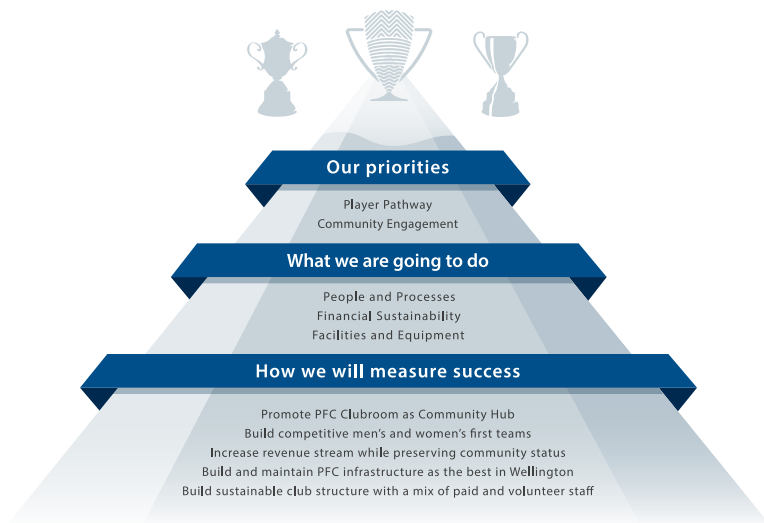 Our priorities
Player Pathway
Community Engagement
What we are going to do
People and Processes
Financial Sustainability
Facilities and Equipment
How we will measure success
Promote PFC Clubroom as Community Hub
Build competitive men’s and women’s first teams
Increase revenue stream while preserving community status
Build and maintain PFC infrastructure as the best in Wellington
Build sustainable club structure with a mix of paid and volunteer staff